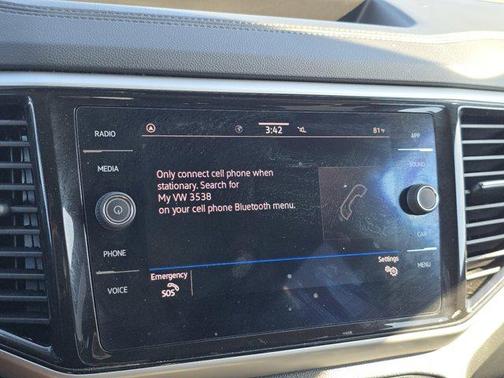 RADIO
3:42
81°F
APP
MEDIA
SOUND
Only connect cell phone when
stationary. Search for
My VW 3538
on your cell phone Bluetooth menu.
PHONE
CAR
VOICE
MENU
Emergency
SOS
Settings